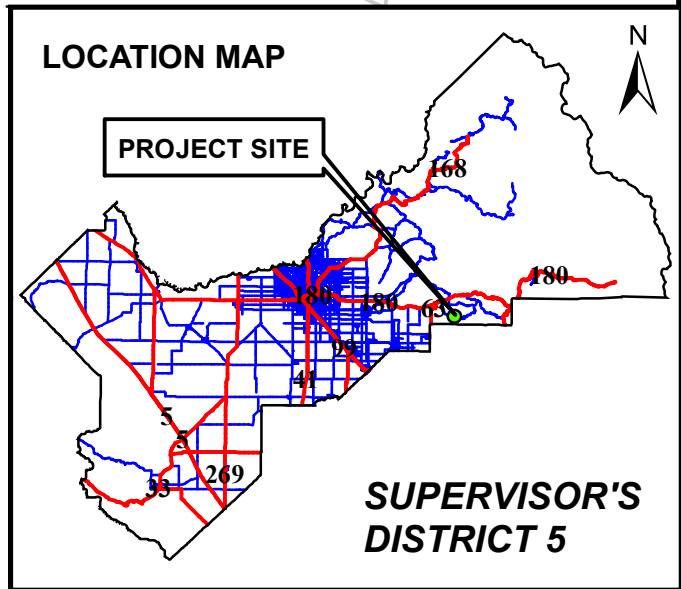 LOCATION MAP
N
PROJECT SITE
168
180
180
180
63
99
41
5
5
33
269
SUPERVISOR'S
DISTRICT 5